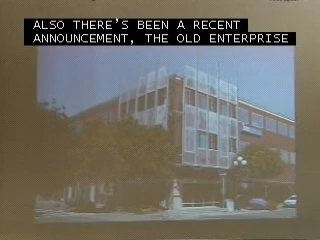 ALSO THERE'S BEEN A RECENT
ANNOUNCEMENT, THE OLD ENTERPRISE